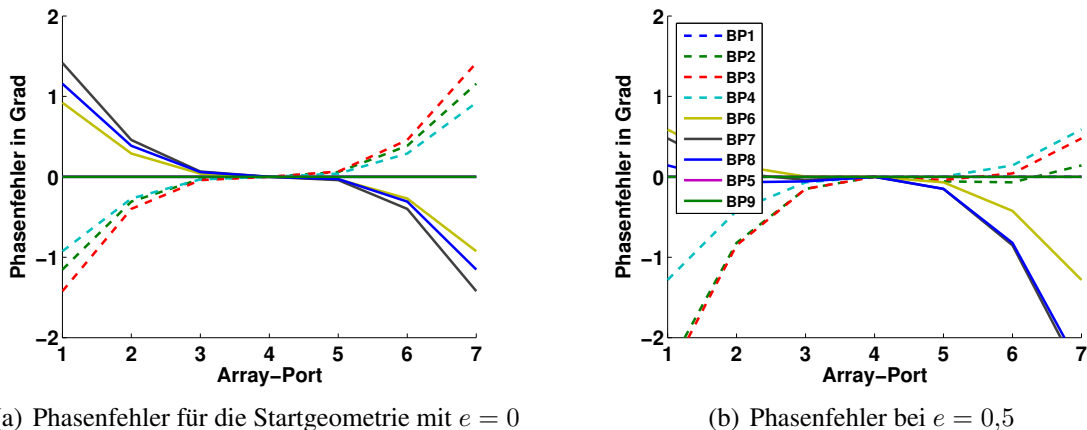 Phasenfehler in Grad
2
1
0
−1
−2
1 2 3 4 5 6 7
Array−Port
(a) Phasenfehler für die Startgeometrie mit e = 0
Phasenfehler in Grad
2
1
0
−1
−2
BP1
BP2
BP3
BP4
BP6
BP7
BP8
BP5
BP9
1 2 3 4 5 6 7
Array−Port
(b) Phasenfehler bei e = 0,5